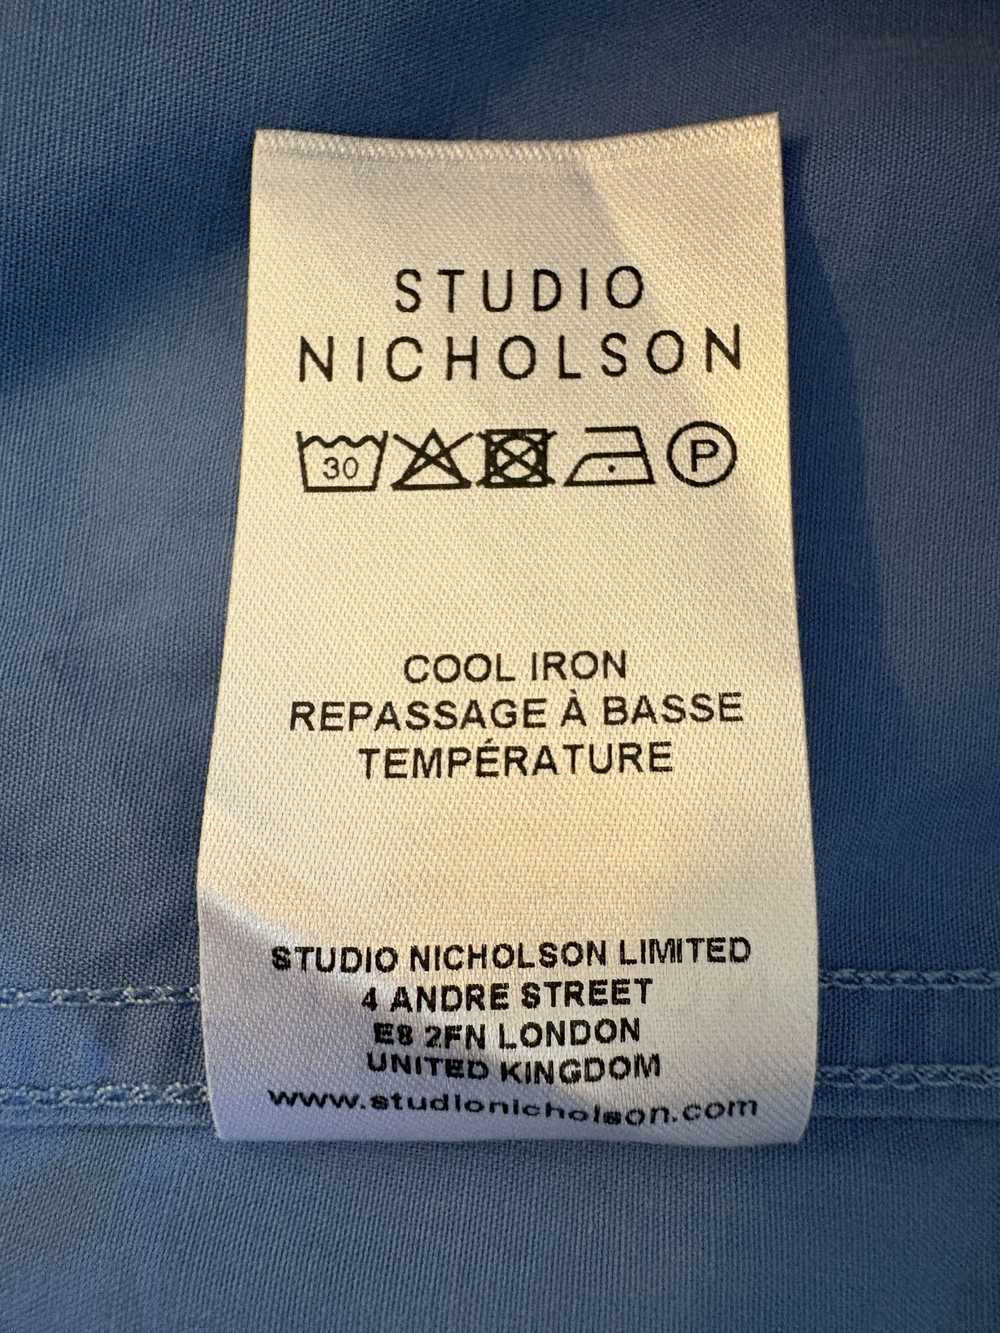 STUDIO
NICHOLSON
30 P
COOL IRON
REPASSAGE À BASSE
TEMPÉRATURE
STUDIO NICHOLSON LIMITED
4 ANDRE STREET
E8 2FN LONDON
UNITED KINGDOM
www.studionicholson.com